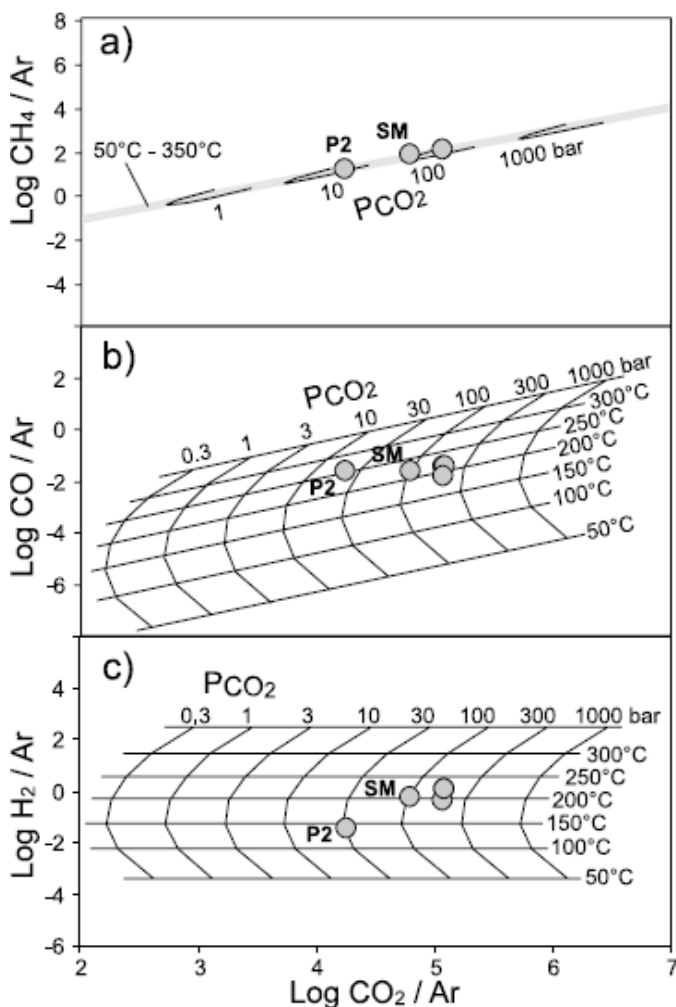 a)
8
6
4
2
0
-2
-4
Log CH4 / Ar
50°C - 350°C
P2
SM
1
10
100
1000 bar
PCO2
b)
2
0
-2
-4
-6
Log CO / Ar
PCO2
0.3
1
3
10
30
100
300
1000 bar
300°C
250°C
200°C
150°C
100°C
50°C
SM
P2
c)
4
2
0
-2
-4
-6
Log H2 / Ar
PCO2
0,3
1
3
10
30
100
300
1000 bar
300°C
250°C
200°C
150°C
100°C
50°C
SM
P2
2
3
4
5
6
7
Log CO2 / Ar